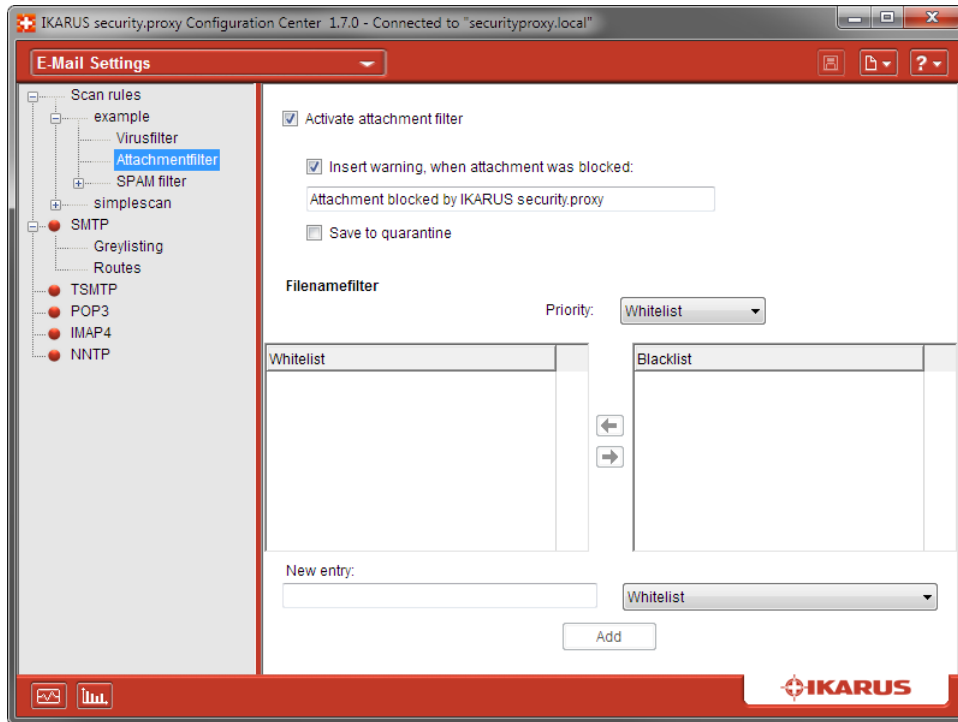 IKARUS security.proxy Configuration Center 1.7.0 - Connected to "securityproxy.local"
E-Mail Settings
Scan rules
example
Virusfilter
Attachmentfilter
SPAM filter
simplescan
SMTP
Greylisting
Routes
TSMTP
POP3
IMAP4
NNTP
Activate attachment filter
Insert warning, when attachment was blocked:
Attachment blocked by IKARUS security.proxy
Save to quarantine
Filenamefilter
Priority: Whitelist
Whitelist
Blacklist
New entry:
Whitelist
Add
IKARUS